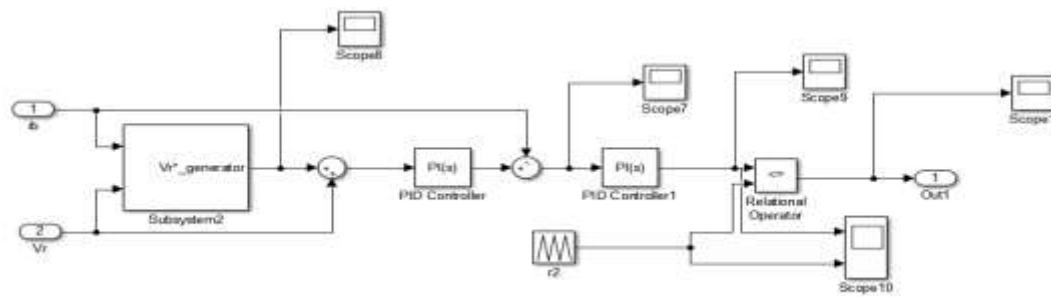 Scope8
Scope7
Scope9
1
ib
Vr*_generator
Subsystem2
PI(s)
PID Controller
PI(s)
PID Controller1
<=
Relational
Operator
1
Out1
2
Vr
r2
Scope10